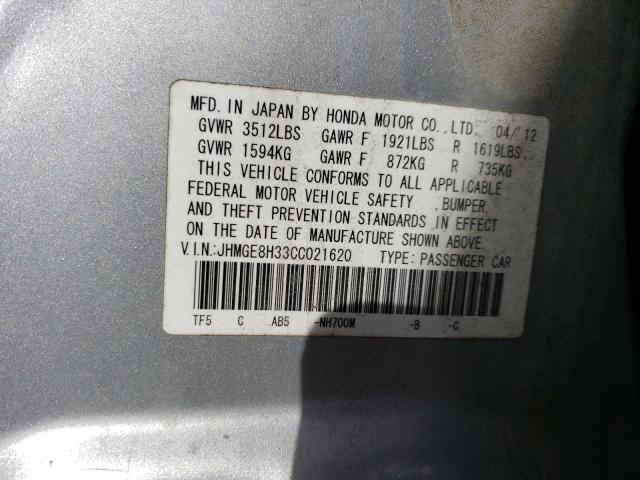 MFD. IN JAPAN BY HONDA MOTOR CO.,LTD. 04/12
GVWR 3512LBS GAWR F 1921LBS R 1619LBS
GVWR 1594KG GAWR F 872KG R 735KG
THIS VEHICLE CONFORMS TO ALL APPLICABLE
FEDERAL MOTOR VEHICLE SAFETY ,BUMPER,
AND THEFT PREVENTION STANDARDS IN EFFECT
ON THE DATE OF MANUFACTURE SHOWN ABOVE.
V.I.N.:JHMGE8H33CC021620 TYPE: PASSENGER CAR
TF5 C AB5 -NH700M -B -C